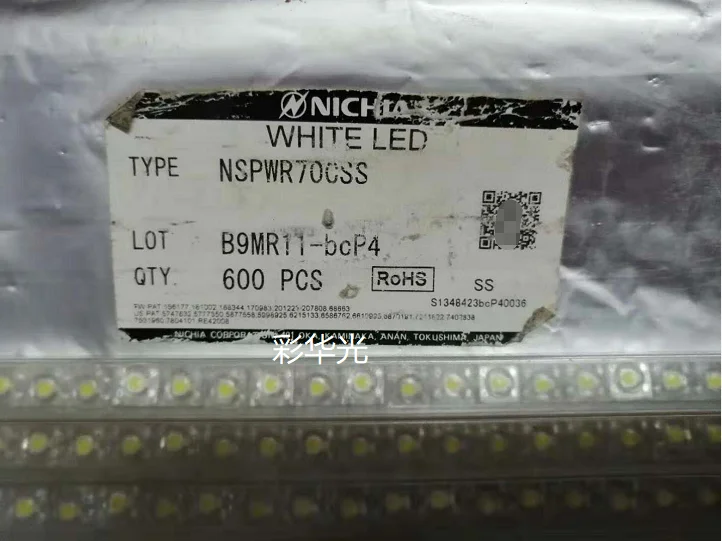 NICHIA
WHITE LED
TYPE NSPWR70CSS
LOT B9MR11-bcP4
QTY. 600 PCS RoHS SS
S1348423bcP40036
NICHIA CORPORATION KAMINAKA, ANAN, TOKUSHIMA, JAPAN
彩华光